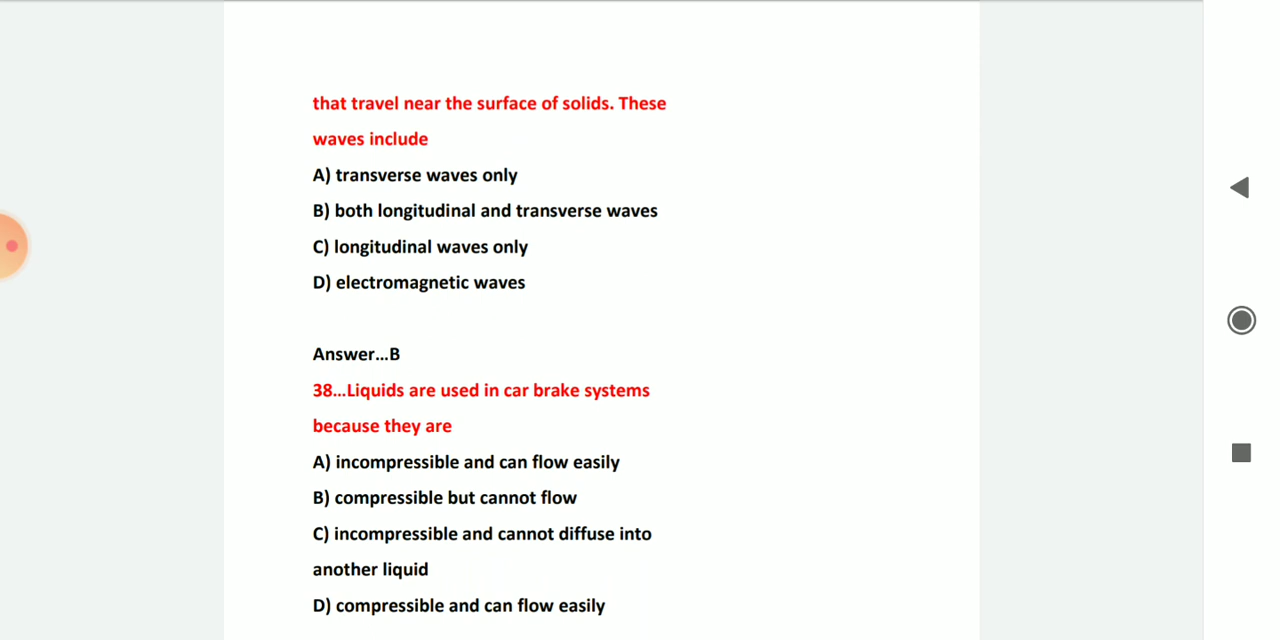 that travel near the surface of solids. These
waves include
A) transverse waves only
B) both longitudinal and transverse waves
C) longitudinal waves only
D) electromagnetic waves
Answer...B
38...Liquids are used in car brake systems
because they are
A) incompressible and can flow easily
B) compressible but cannot flow
C) incompressible and cannot diffuse into
another liquid
D) compressible and can flow easily